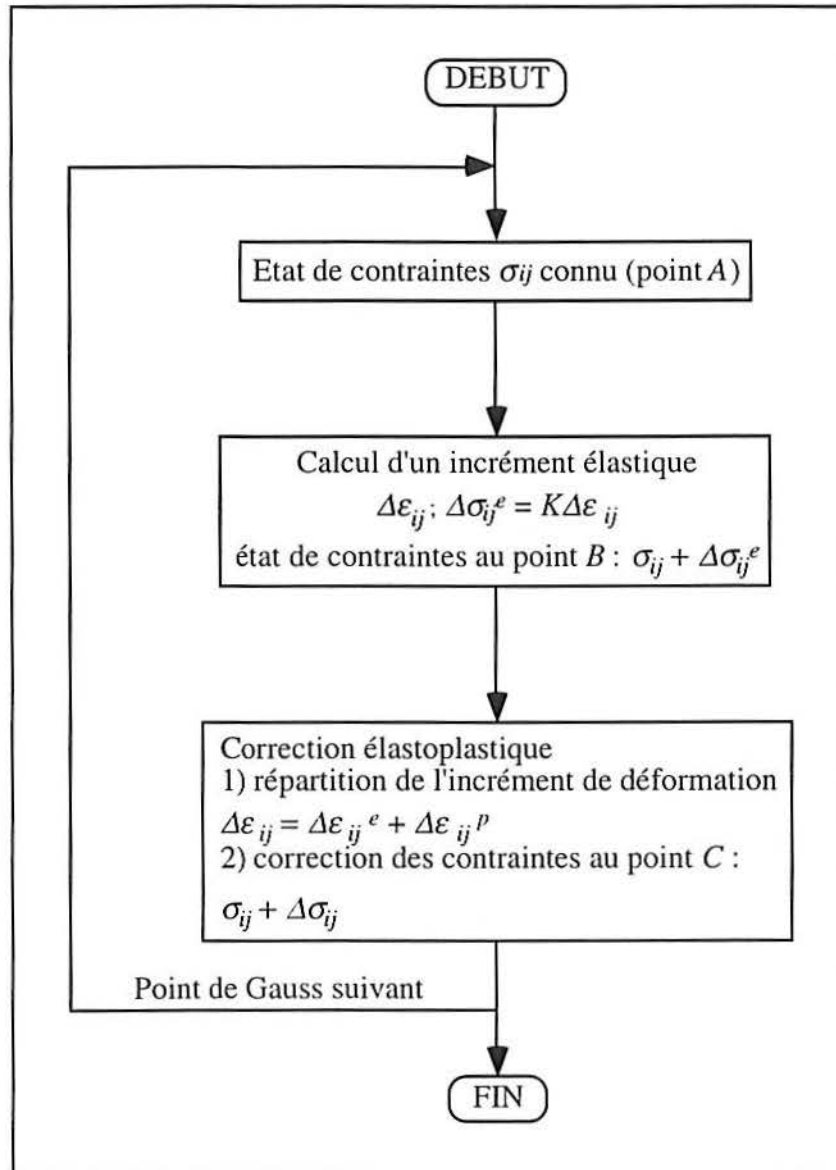 DEBUT
Etat de contraintes σij connu (point A)
Calcul d'un incrément élastique
Δεij ; Δσij^e = KΔε ij
état de contraintes au point B : σij + Δσij^e
Correction élastoplastique
1) répartition de l'incrément de déformation
Δε ij = Δε ij^e + Δε ij^p
2) correction des contraintes au point C :
σij + Δσij
Point de Gauss suivant
FIN